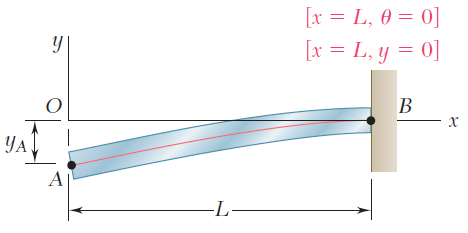 [x = L, θ = 0]
[x = L, y = 0]
y
O
B
x
y_A
A
L